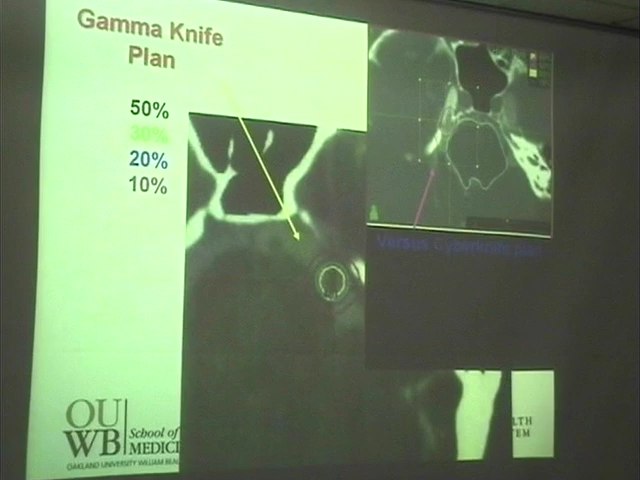 Gamma Knife
Plan
50%
30%
20%
10%
Versus Cyberknife plan
OU
WB
School of
MEDICI
OAKLAND UNIVERSITY WILLIAM BEAU
LTH
EM